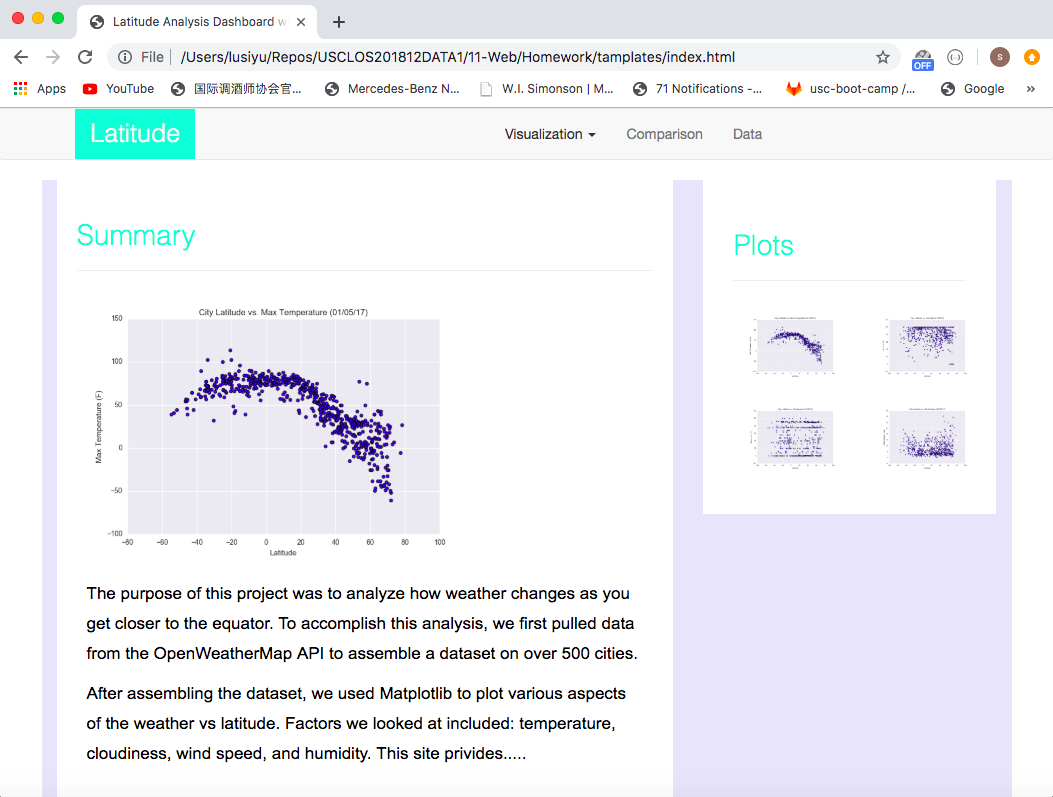 Latitude Analysis Dashboard w
File /Users/lusiyu/Repos/USCLOS201812DATA1/11-Web/Homework/tamplates/index.html
OFF
S
Apps YouTube 国际调酒师协会官... Mercedes-Benz N... W.I. Simonson | M... 71 Notifications -... usc-boot-camp /... Google »
Latitude Visualization Comparison Data
Summary
Plots
City Latitude vs. Max Temperature (01/05/17)
150
100
50
0
−50
−100
Max Temperature (F)
−80 −60 −40 −20 0 20 40 60 80 100
Latitude
The purpose of this project was to analyze how weather changes as you
get closer to the equator. To accomplish this analysis, we first pulled data
from the OpenWeatherMap API to assemble a dataset on over 500 cities.
After assembling the dataset, we used Matplotlib to plot various aspects
of the weather vs latitude. Factors we looked at included: temperature,
cloudiness, wind speed, and humidity. This site privides.....